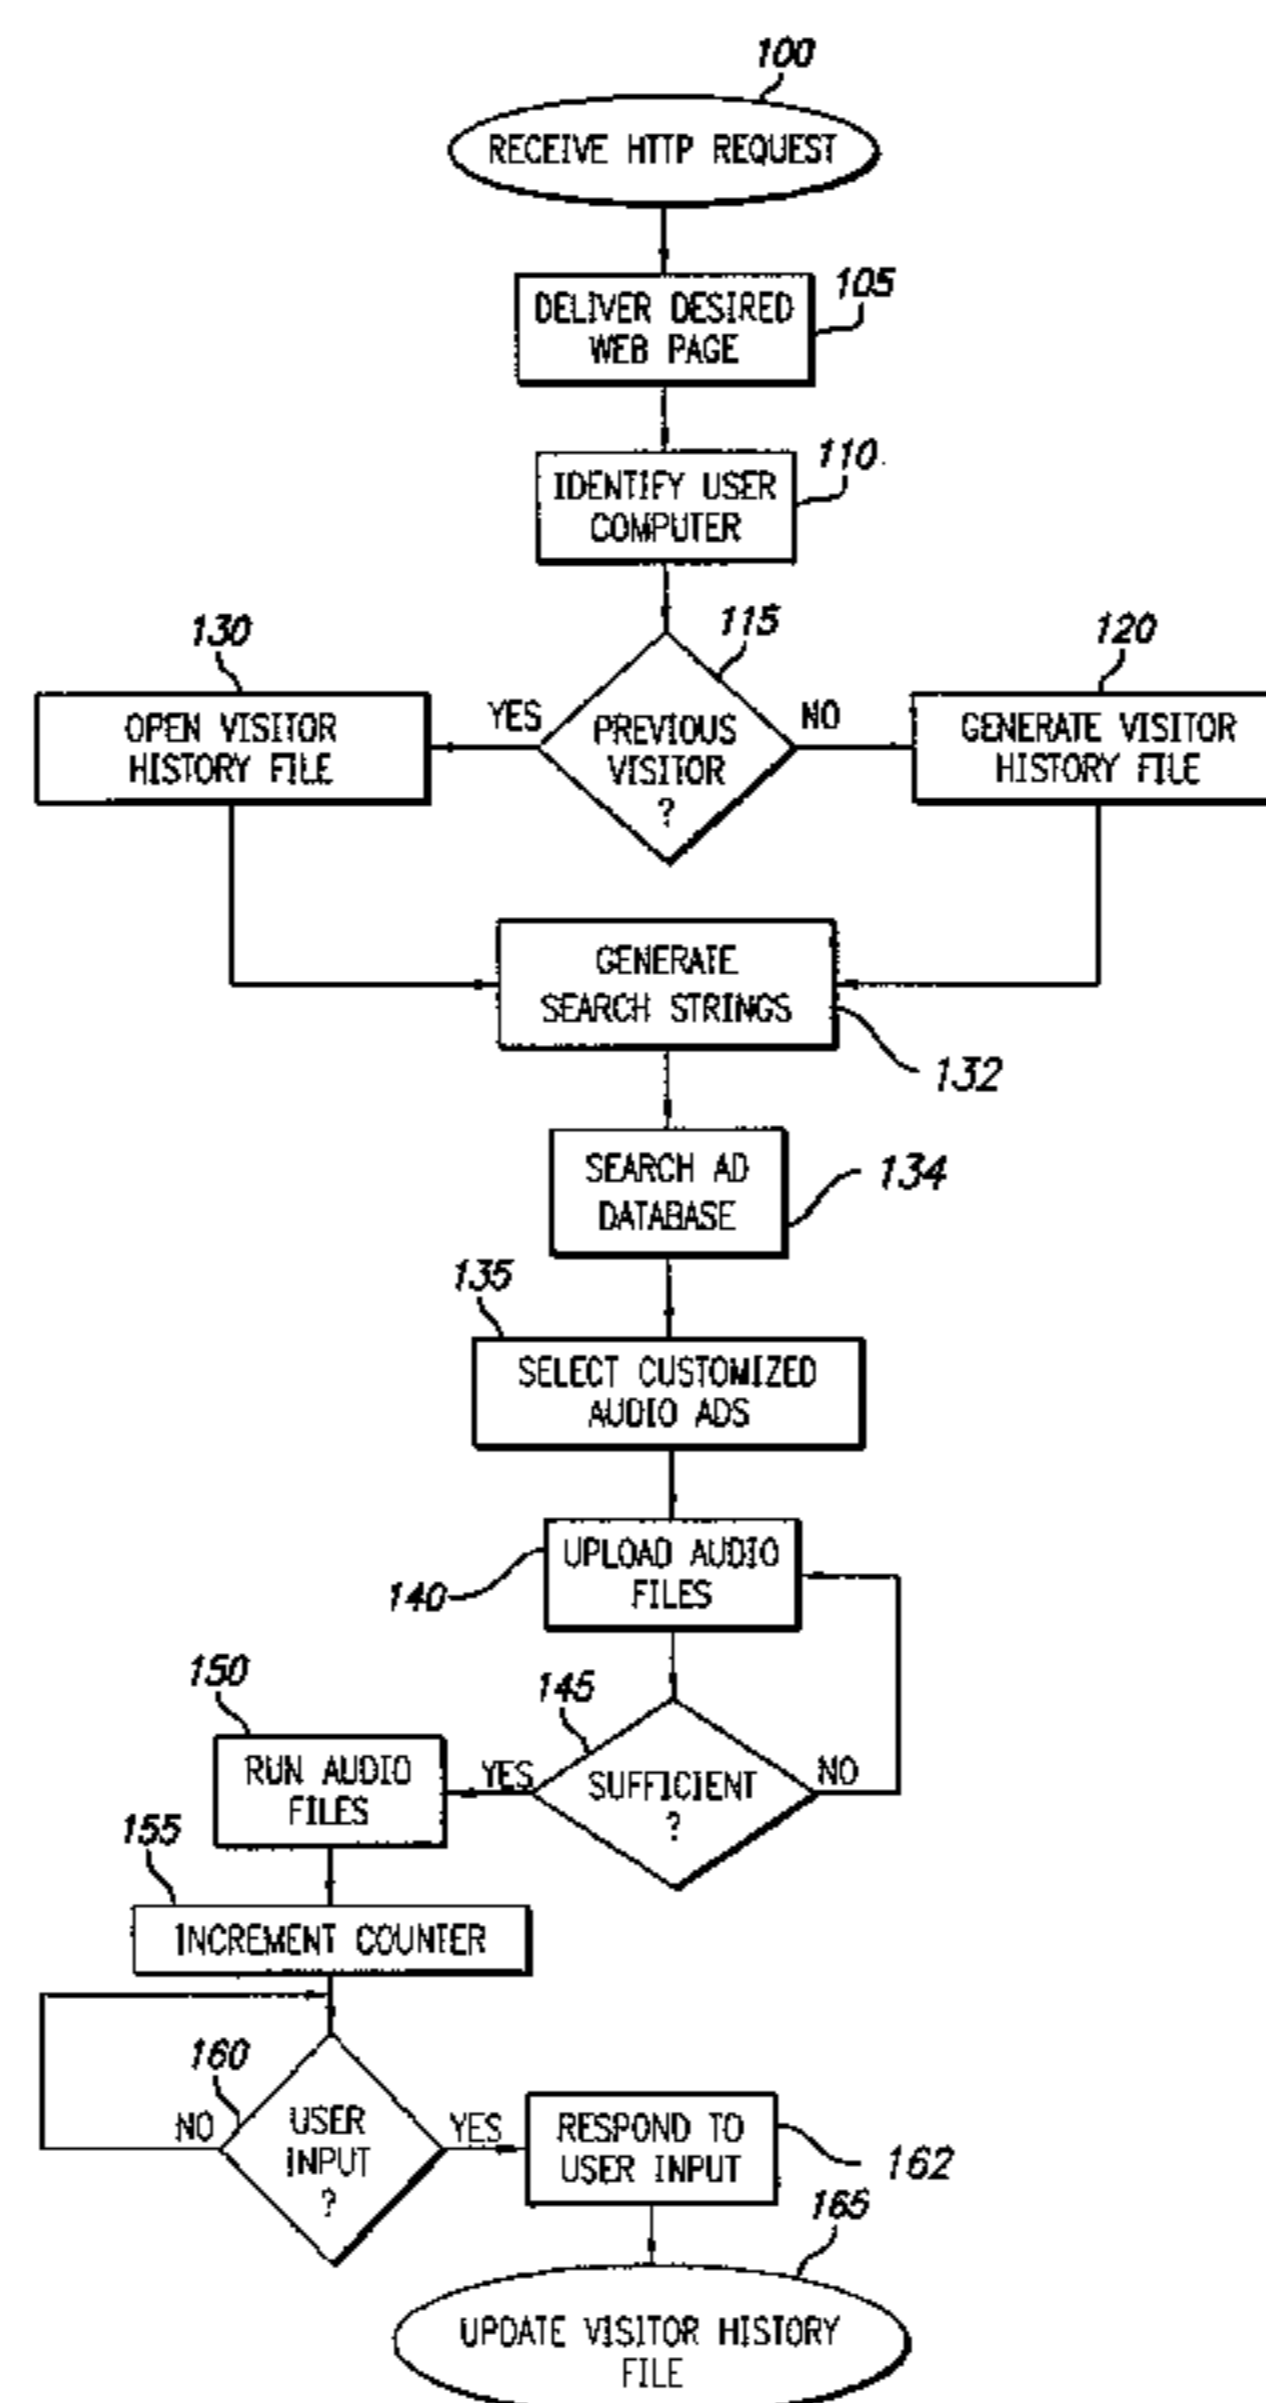 100
RECEIVE HTTP REQUEST
105
DELIVER DESIRED
WEB PAGE
110
IDENTIFY USER
COMPUTER
115
130
120
YES
NO
OPEN VISITOR
HISTORY FILE
PREVIOUS
VISITOR
?
GENERATE VISITOR
HISTORY FILE
GENERATE
SEARCH STRINGS
132
SEARCH AD
DATABASE
134
135
SELECT CUSTOMIZED
AUDIO ADS
UPLOAD AUDIO
FILES
140
145
150
RUN AUDIO
FILES
YES
SUFFICIENT
?
NO
155
INCREMENT COUNTER
160
NO
USER
INPUT
?
YES
RESPOND TO
USER INPUT
162
165
UPDATE VISITOR HISTORY
FILE